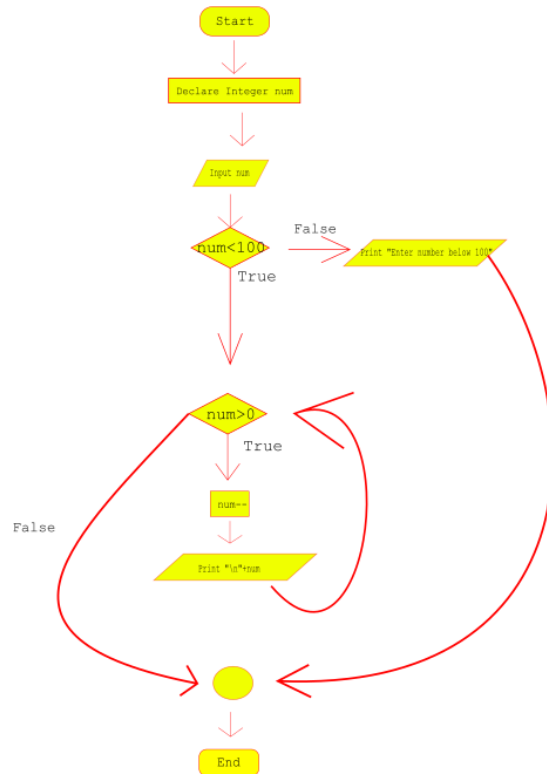 Start
Declare Integer num
Input num
num<100
False
Print "Enter number below 100"
True
num>0
True
num--
False
Print "\n"+num
End